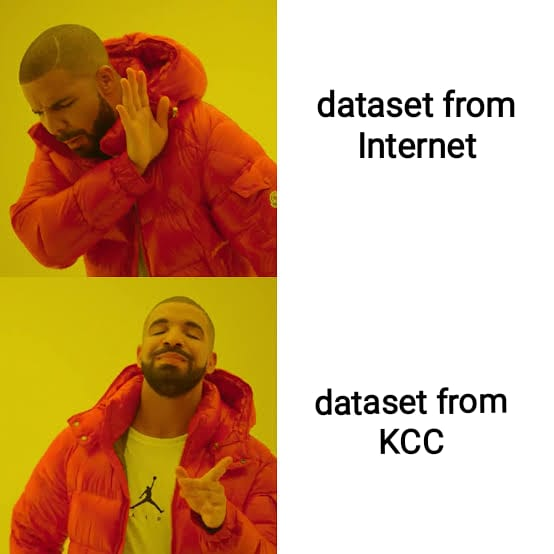 dataset from
Internet
dataset from
KCC